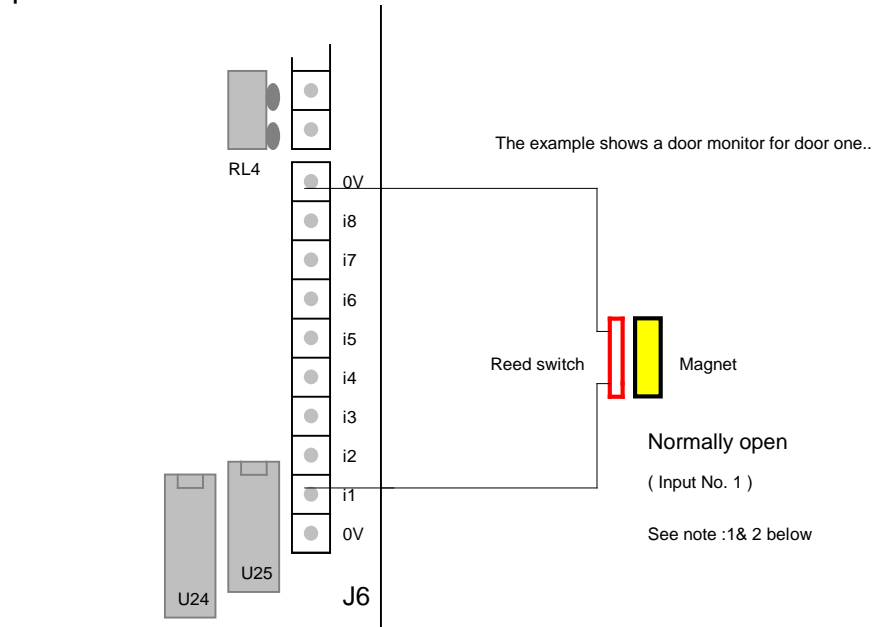 The example shows a door monitor for door one..
RL4
0V
i8
i7
i6
i5
i4
i3
i2
i1
0V
Reed switch
Magnet
Normally open
( Input No. 1 )
See note :1& 2 below
U25
U24
J6